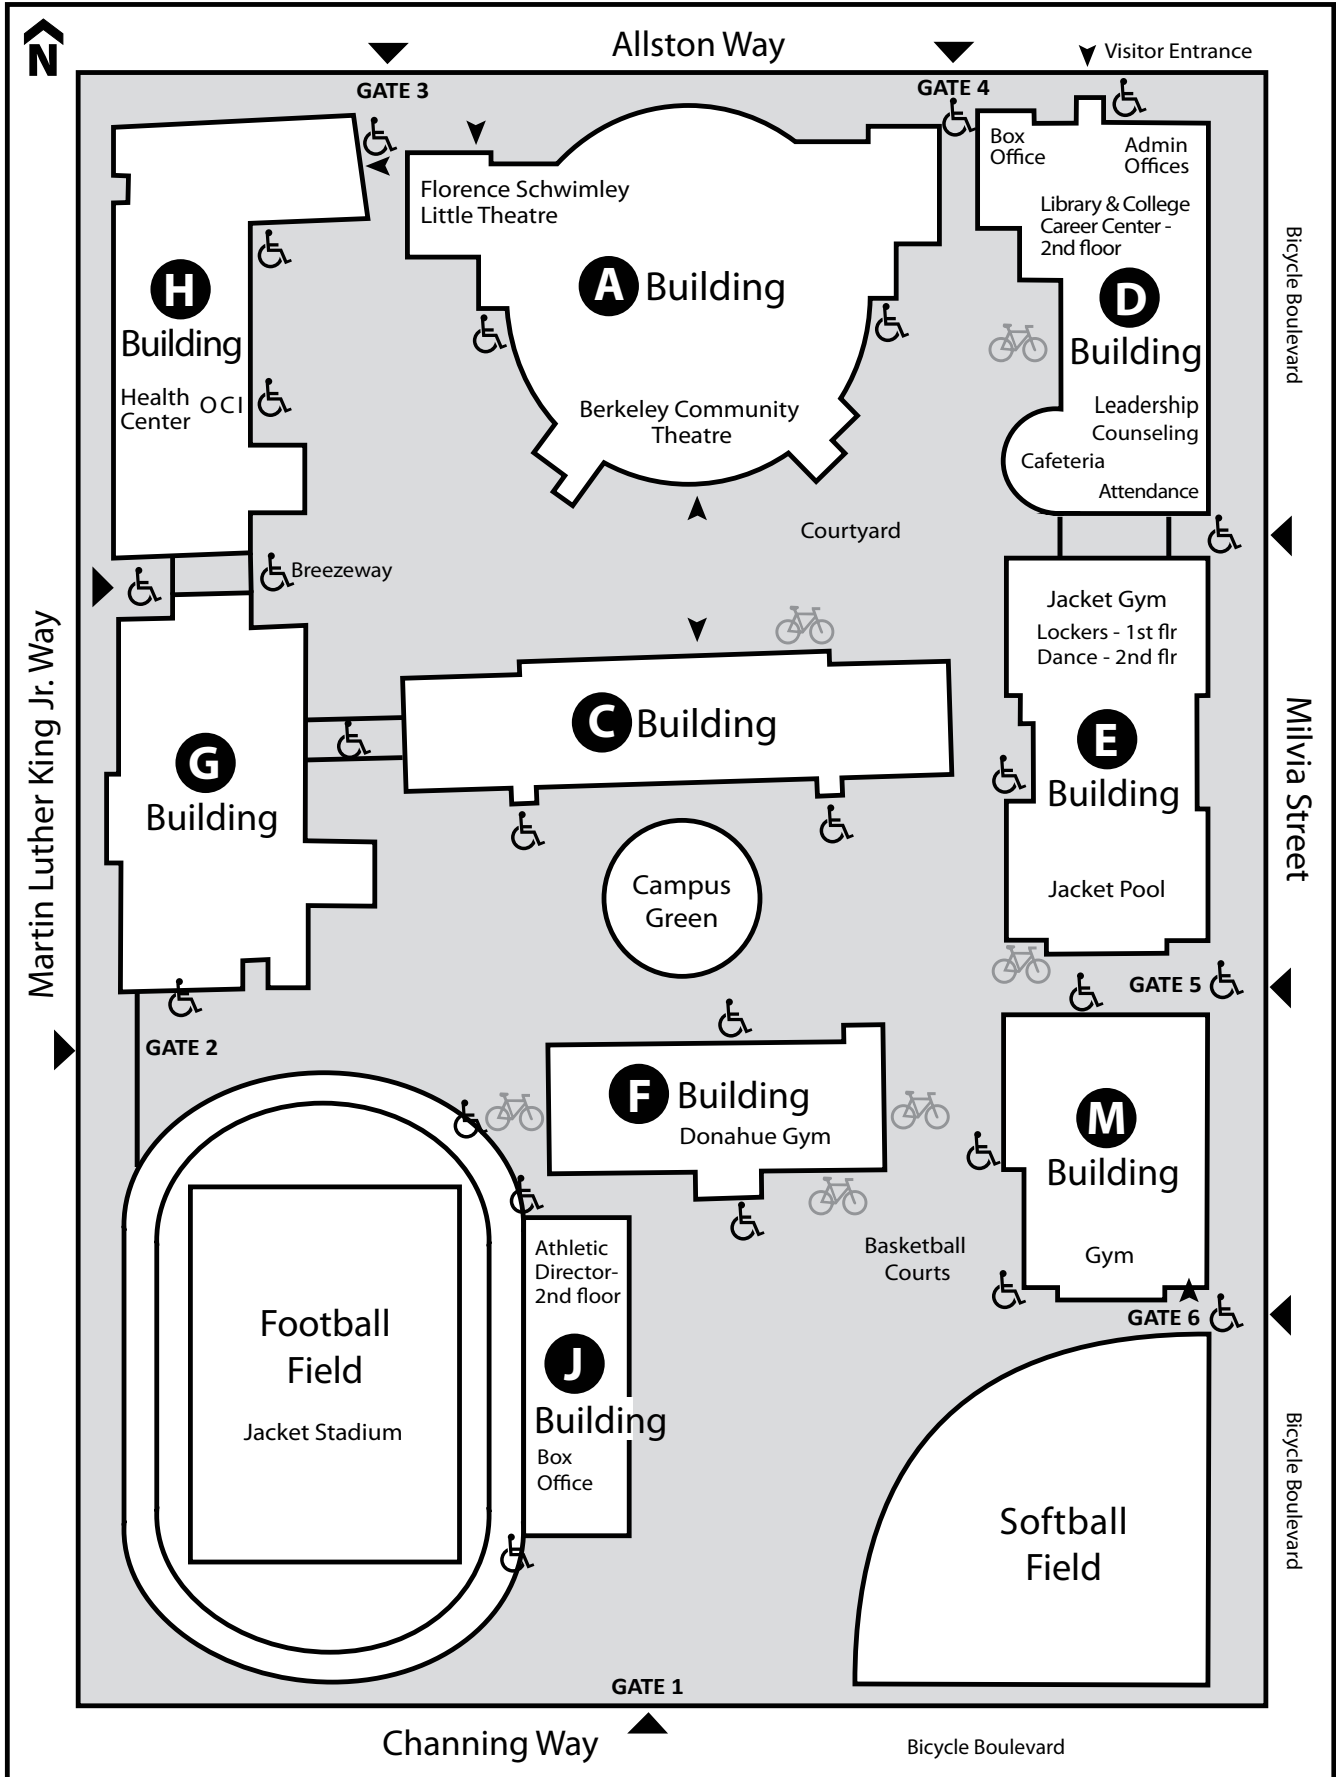 N
Allston Way
Visitor Entrance
GATE 3
GATE 4
Florence Schwimley
Little Theatre
Box
Office
Admin
Offices
Library & College
Career Center -
2nd floor
H
Building
Health
Center
OCI
A Building
Berkeley Community
Theatre
D
Building
Leadership
Counseling
Cafeteria
Attendance
Bicycle Boulevard
Courtyard
Breezeway
Martin Luther King Jr. Way
Jacket Gym
Lockers - 1st flr
Dance - 2nd flr
C Building
G
Building
E
Building
Milvia Street
Campus
Green
Jacket Pool
GATE 5
GATE 2
F Building
Donahue Gym
M
Building
Gym
Basketball
Courts
GATE 6
Athletic
Director-
2nd floor
J
Building
Box
Office
Football
Field
Jacket Stadium
Bicycle Boulevard
Softball
Field
GATE 1
Channing Way
Bicycle Boulevard